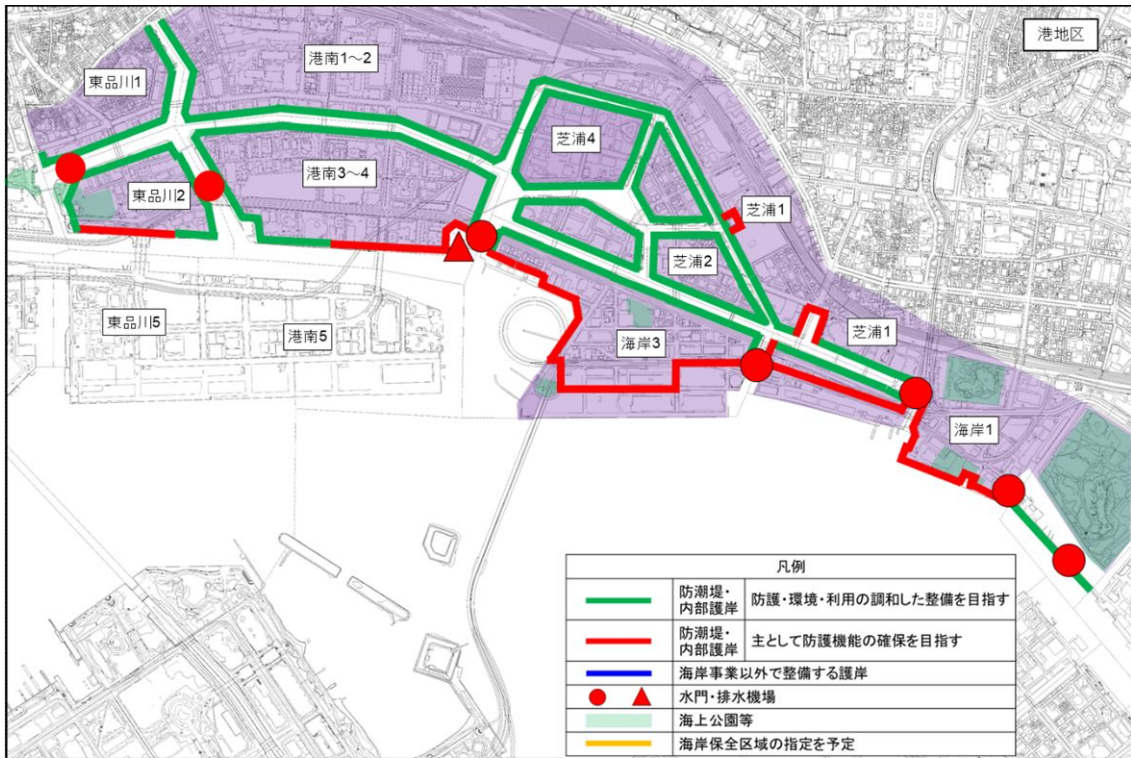 港地区
港南1～2
東品川1
芝浦4
港南3～4
東品川2
芝浦1
芝浦2
東品川5
港南5
海岸3
芝浦1
海岸1
凡例
防潮堤・内部護岸 防護・環境・利用の調和した整備を目指す
防潮堤・内部護岸 主として防護機能の確保を目指す
海岸事業以外で整備する護岸
水門・排水機場
海上公園等
海岸保全区域の指定を予定